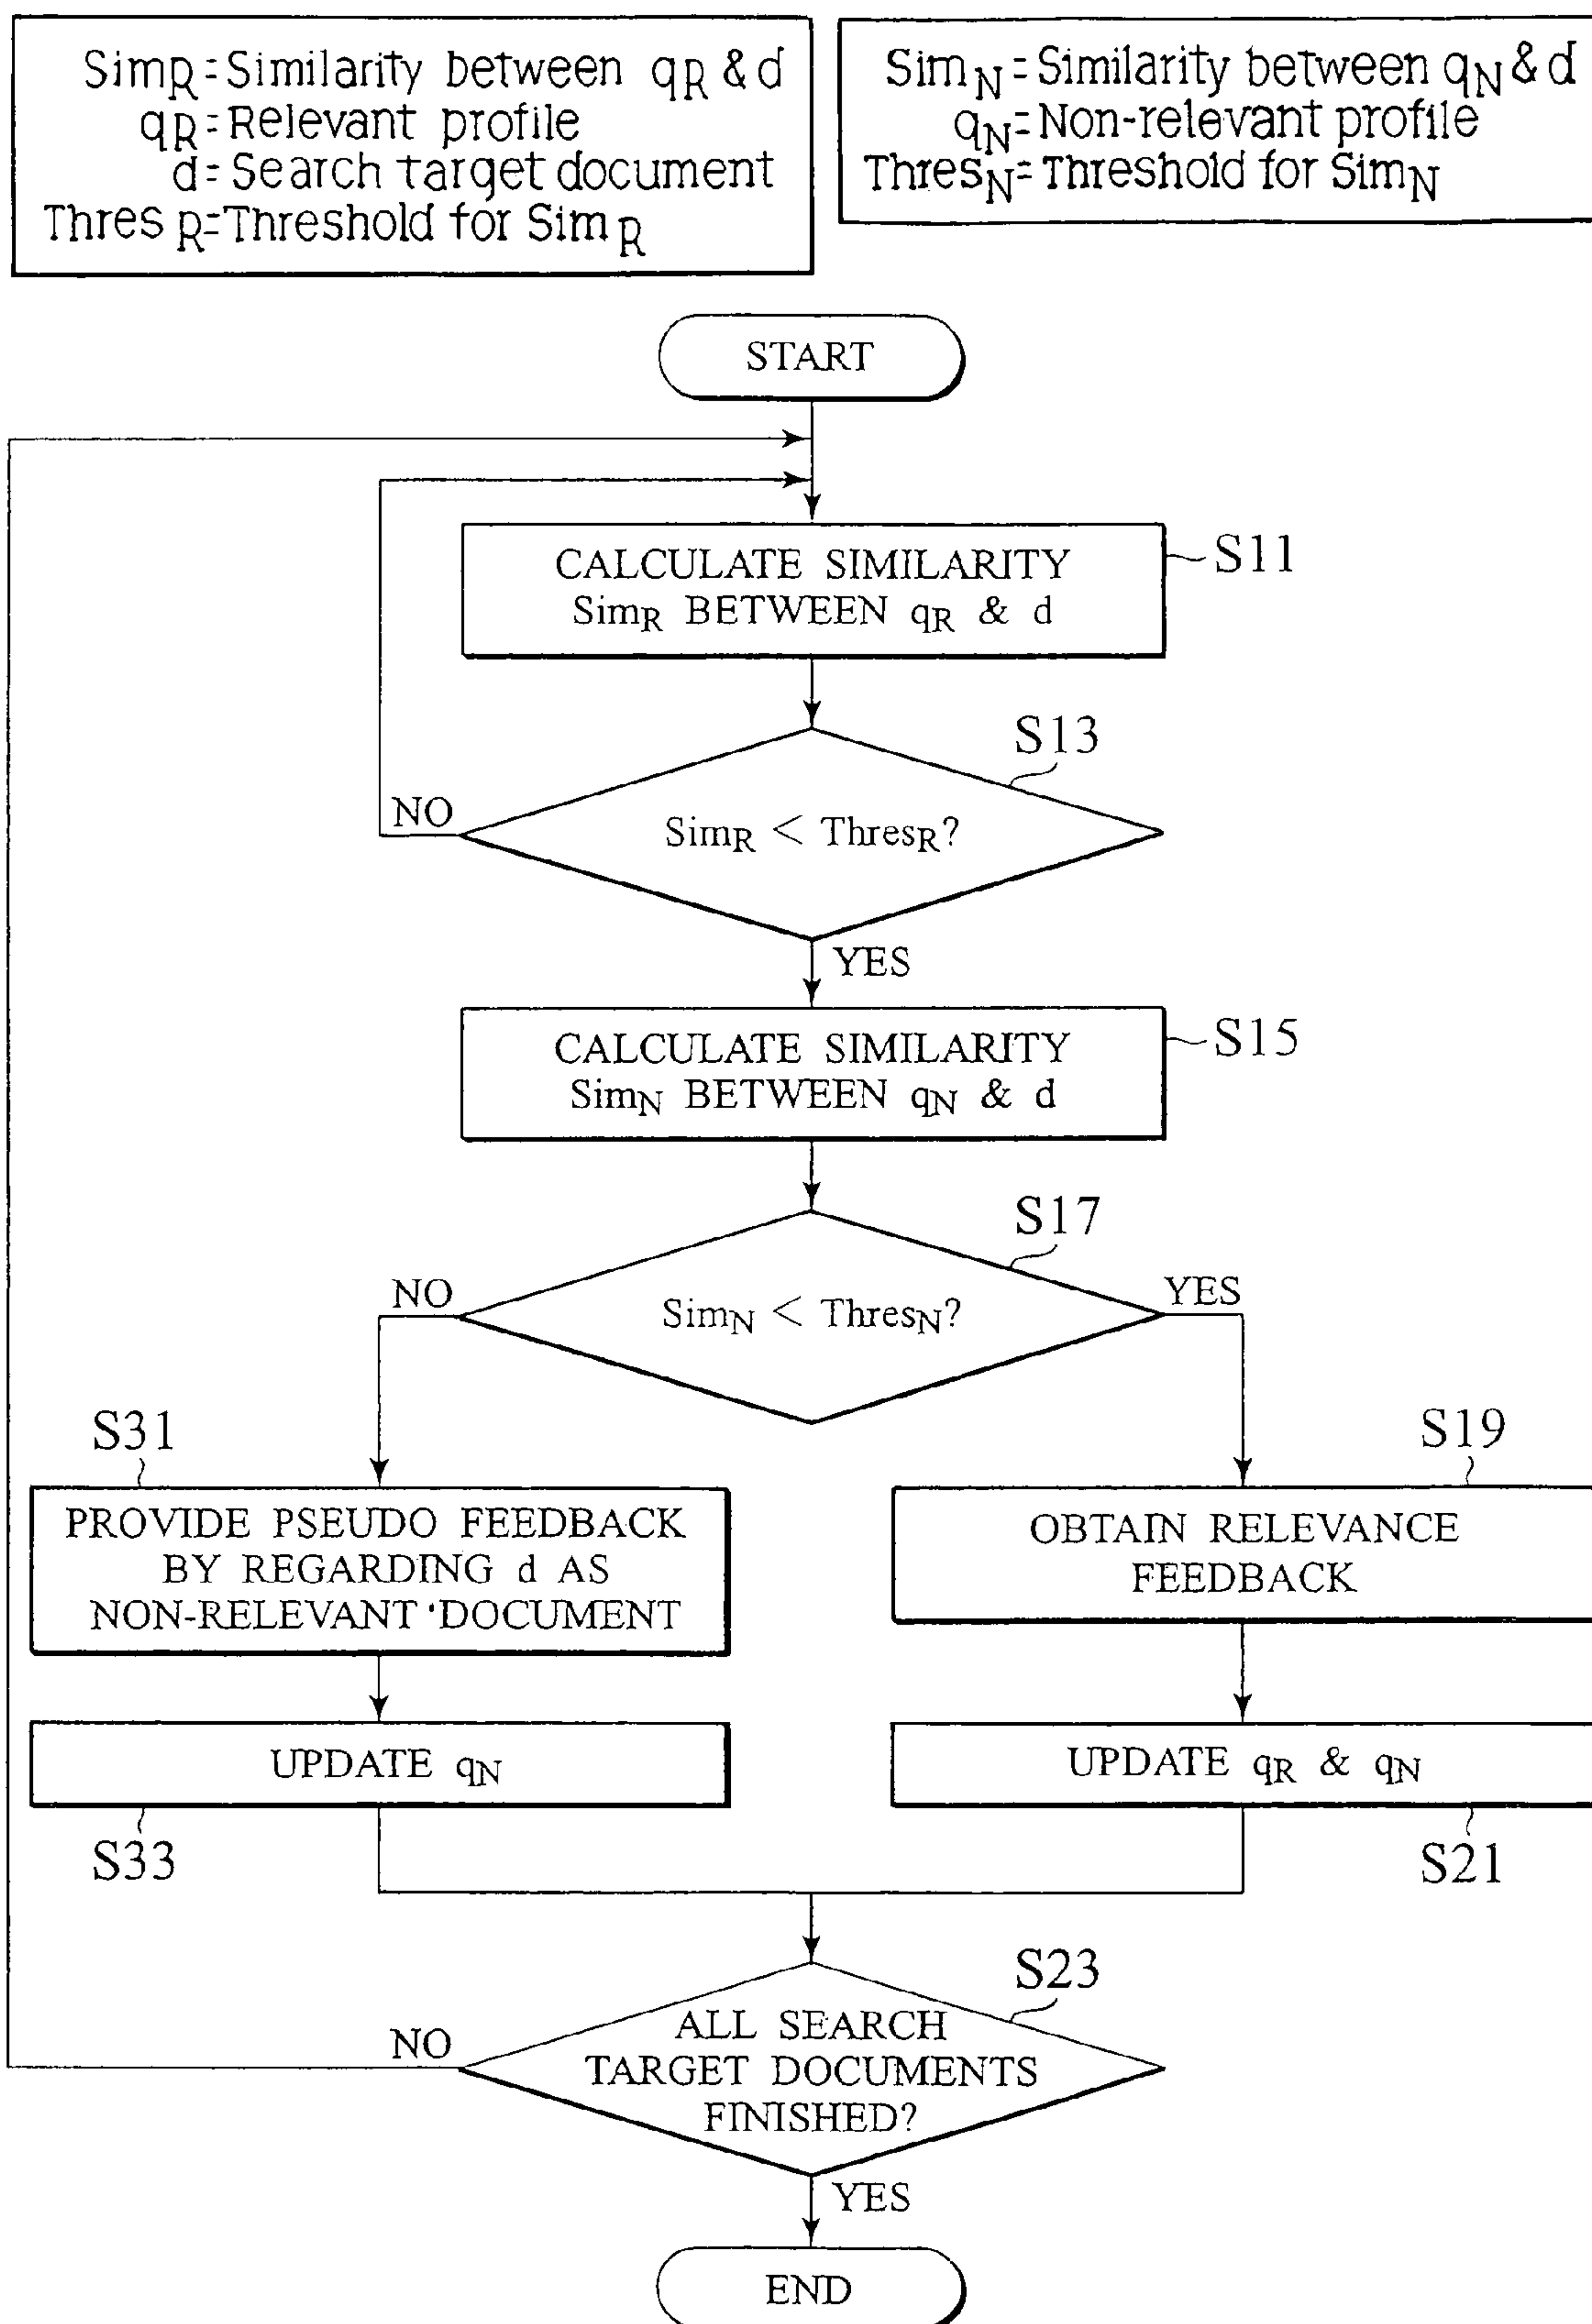 SimR = Similarity between qR & d
qR = Relevant profile
d = Search target document
Thres R = Threshold for SimR
SimN = Similarity between qN & d
qN = Non-relevant profile
ThresN = Threshold for SimN
START
CALCULATE SIMILARITY
SimR BETWEEN qR & d
S11
S13
NO
SimR < ThresR?
YES
CALCULATE SIMILARITY
SimN BETWEEN qN & d
S15
S17
NO
SimN < ThresN?
YES
S31
S19
PROVIDE PSEUDO FEEDBACK
BY REGARDING d AS
NON-RELEVANT DOCUMENT
OBTAIN RELEVANCE
FEEDBACK
UPDATE qN
UPDATE qR & qN
S33
S21
S23
NO
ALL SEARCH
TARGET DOCUMENTS
FINISHED?
YES
END